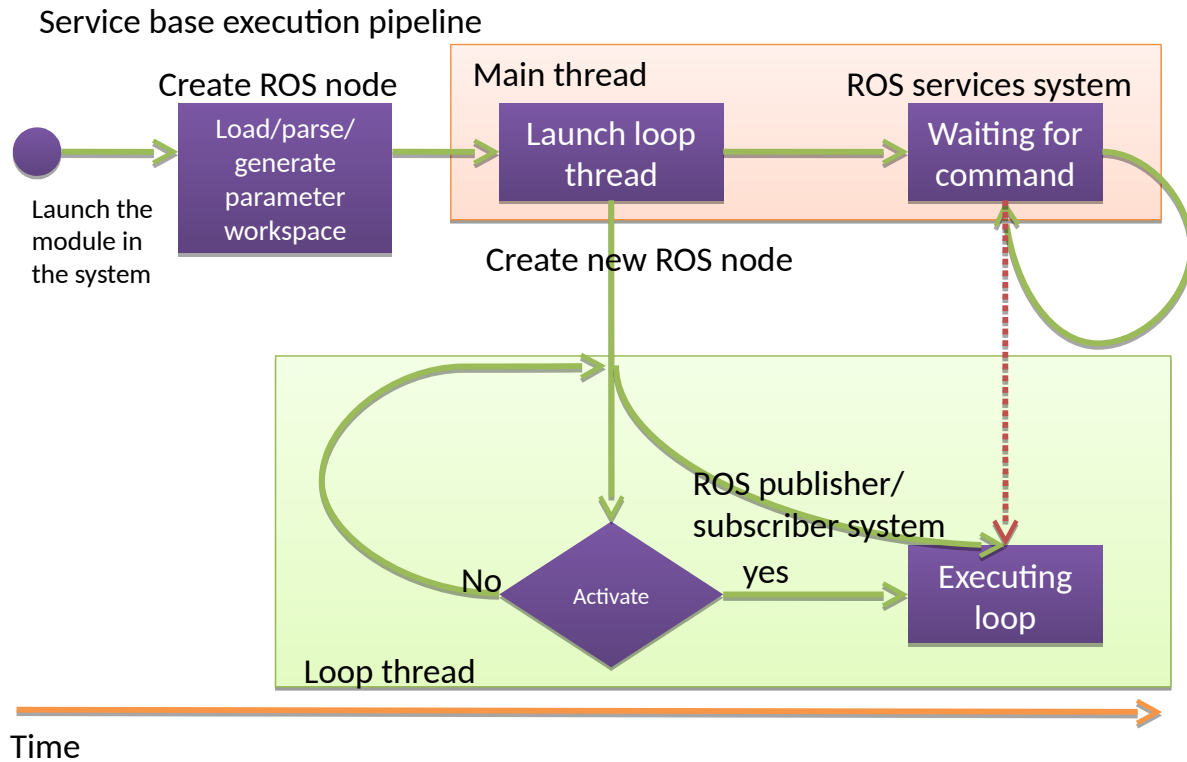 Service base execution pipeline
Create ROS node
Main thread
ROS services system
Load/parse/
generate
parameter
workspace
Launch loop
thread
Waiting for
command
Launch the
module in
the system
Create new ROS node
ROS publisher/
subscriber system
No
Activate
yes
Executing
loop
Loop thread
Time